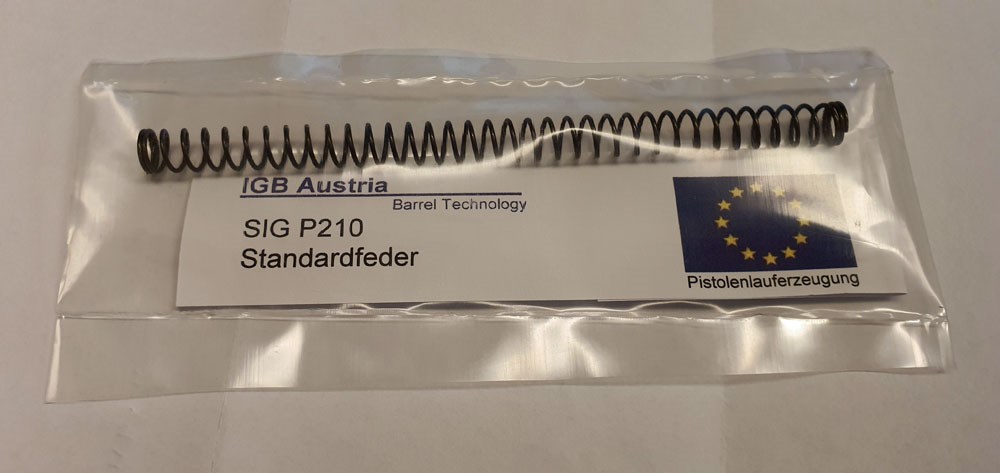 IGB Austria
Barrel Technology
SIG P210
Standardfeder
Pistolenlauferzeugung